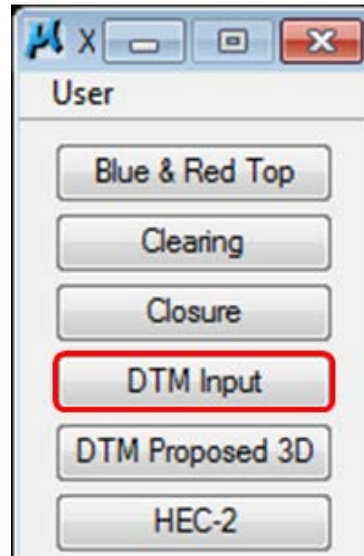 X
User
Blue & Red Top
Clearing
Closure
DTM Input
DTM Proposed 3D
HEC-2